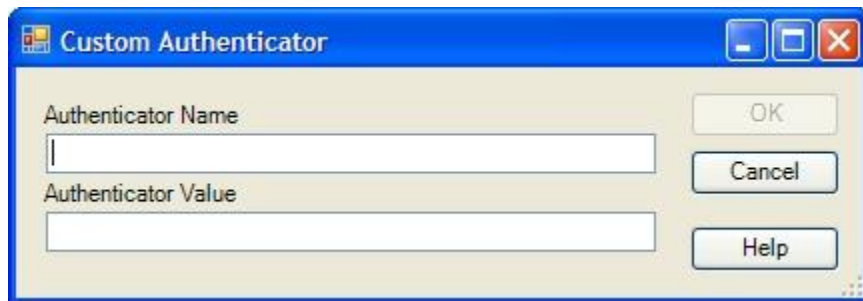 Custom Authenticator
Authenticator Name
OK
Cancel
Authenticator Value
Help